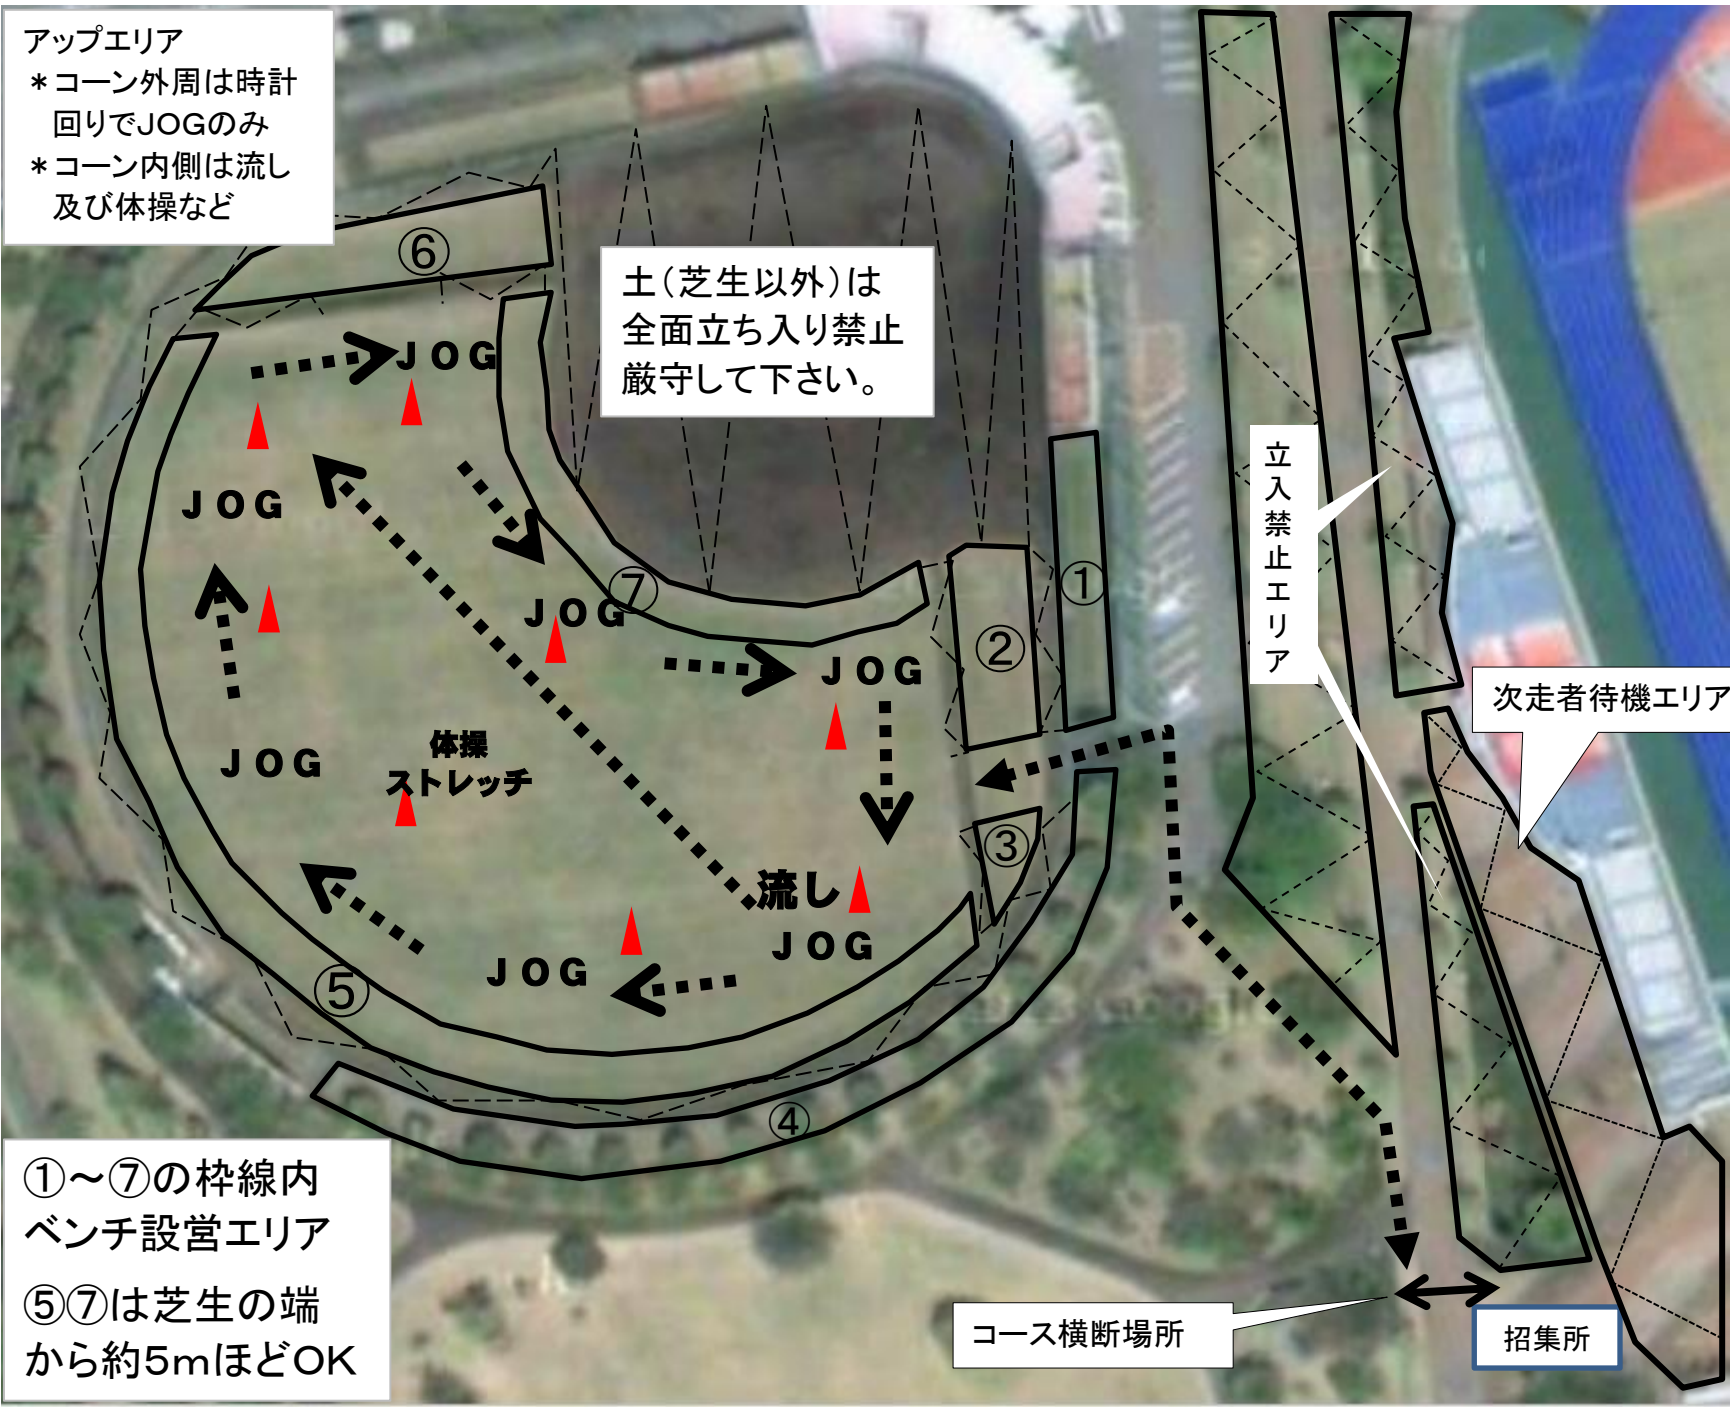 アップエリア
＊コーン外周は時計
回りでJOGのみ
＊コーン内側は流し
及び体操など
⑥
土（芝生以外）は
全面立ち入り禁止
厳守して下さい。
JOG
JOG
立入禁止エリア
①
⑦
JOG
②
JOG
次走者待機エリア
体操
ストレッチ
JOG
③
流し
JOG
JOG
⑤
④
①～⑦の枠線内
ベンチ設営エリア
⑤⑦は芝生の端
から約5mほどOK
コース横断場所
招集所